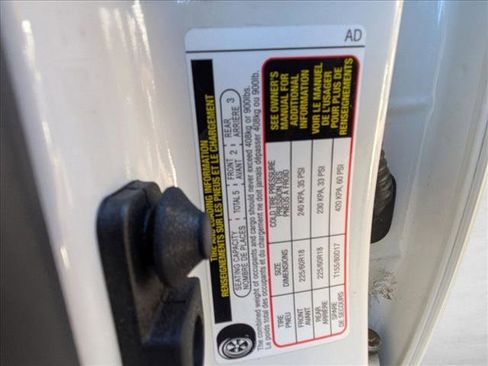 AD
TIRE AND LOADING INFORMATION
RENSEIGNEMENTS SUR LES PNEUS ET LE CHARGEMENT
SEATING CAPACITY TOTAL 5 FRONT 2 REAR 3
NOMBRE DE PLACES AVANT ARRIÈRE
The combined weight of occupants and cargo should never exceed 408kg or 900lbs.
Le poids total des occupants et du chargement ne doit jamais dépasser 408kg ou 900lb.
TIRE SIZE COLD TIRE PRESSURE
PNEU DIMENSIONS PRESSION DES
PNEUS À FROID
FRONT 225/60R18 240 KPA, 35 PSI
AVANT
REAR 225/60R18 230 KPA, 33 PSI
ARRIÈRE
SPARE T155/90D17 420 KPA, 60 PSI
DE SECOURS
SEE OWNER'S
MANUAL FOR
ADDITIONAL
INFORMATION
VOIR LE MANUEL
DE L'USAGER
POUR PLUS DE
RENSEIGNEMENTS